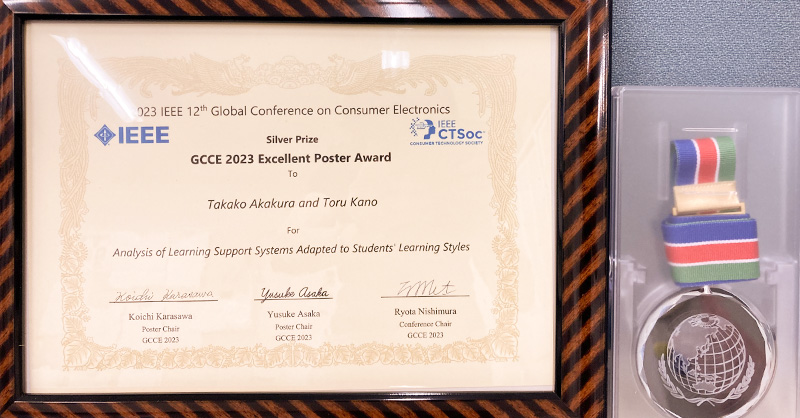 2023 IEEE 12th Global Conference on Consumer Electronics
IEEE
IEEE
CTSoc
CONSUMER TECHNOLOGY SOCIETY
Silver Prize
GCCE 2023 Excellent Poster Award
To
Takako Akakura and Toru Kano
For
Analysis of Learning Support Systems Adapted to Students' Learning Styles
Koichi Karasawa
Yusuke Asaka
Koichi Karasawa
Poster Chair
GCCE 2023
Yusuke Asaka
Poster Chair
GCCE 2023
Ryota Nishimura
Conference Chair
GCCE 2023